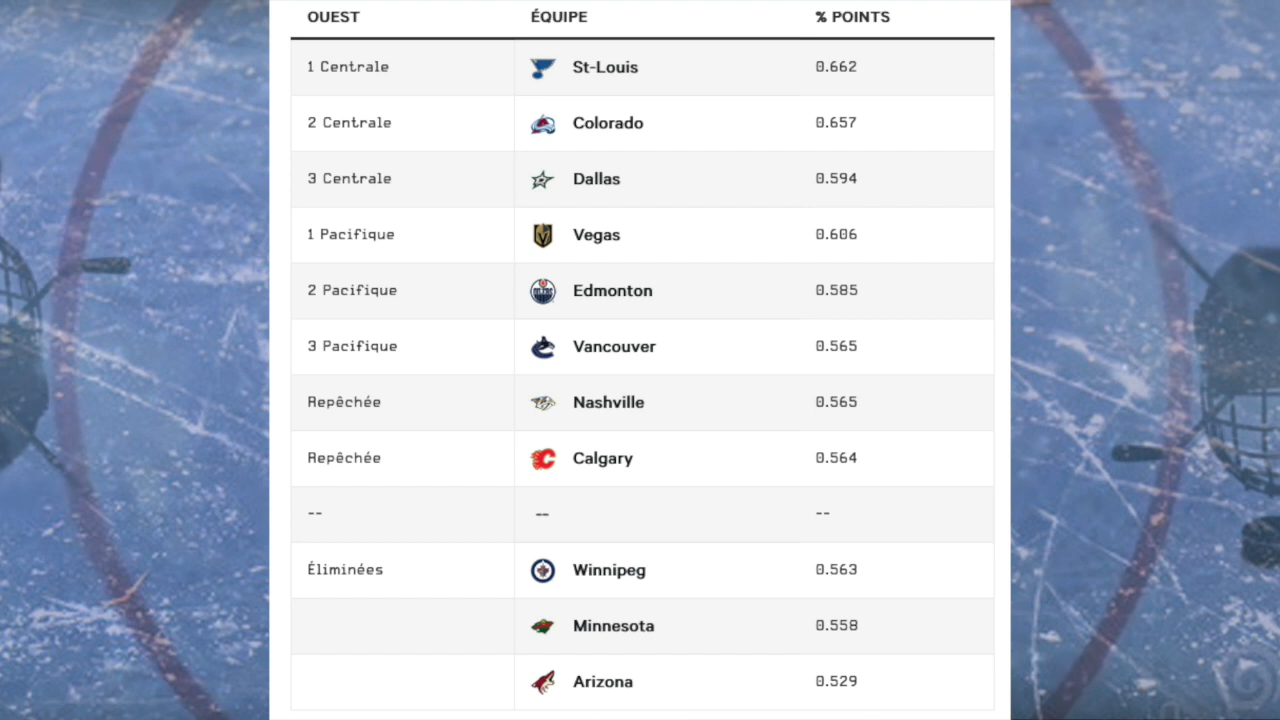 OUEST ÉQUIPE % POINTS
1 Centrale St-Louis 0.662
2 Centrale Colorado 0.657
3 Centrale Dallas 0.594
1 Pacifique Vegas 0.606
2 Pacifique Edmonton 0.585
3 Pacifique Vancouver 0.565
Repêchée Nashville 0.565
Repêchée Calgary 0.564
-- -- --
Éliminées Winnipeg 0.563
Minnesota 0.558
Arizona 0.529